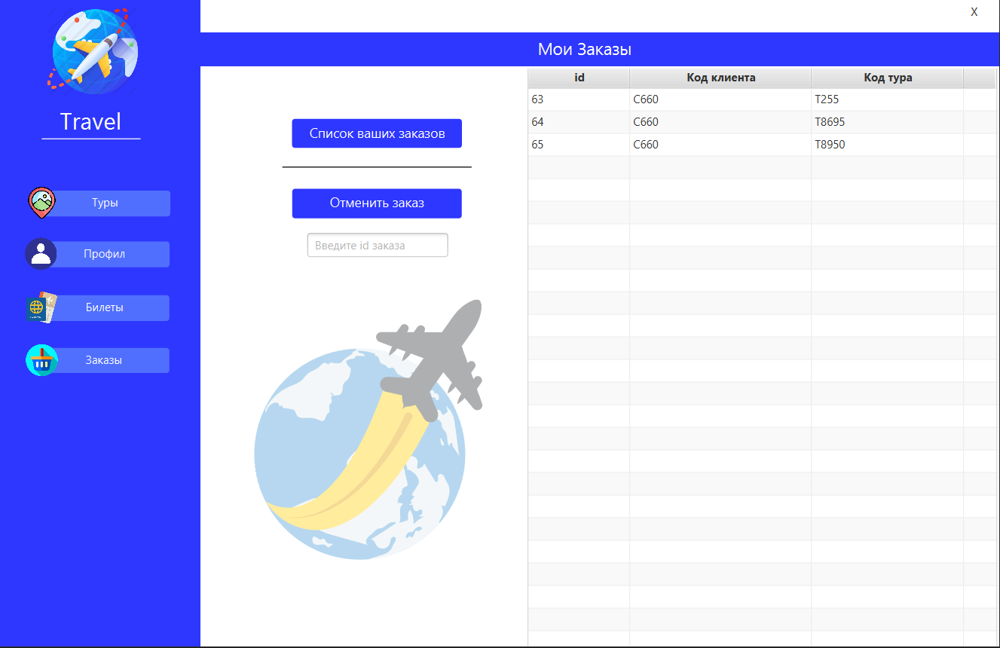 X
Travel
Туры
Профил
Билеты
Заказы
Мои Заказы
Список ваших заказов
Отменить заказ
Введите id заказа
id Код клиента Код тура
63 C660 T255
64 C660 T8695
65 C660 T8950